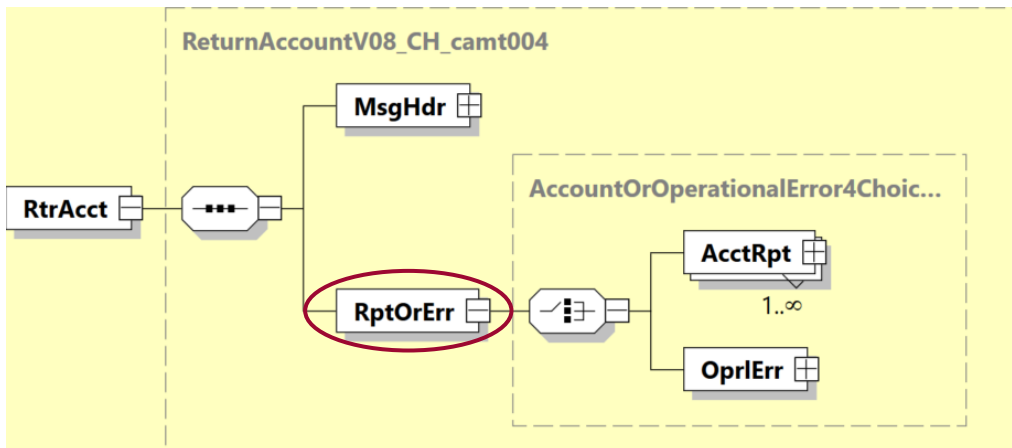 ReturnAccountV08_CH_camt004
MsgHdr
AccountOrOperationalError4Choic...
RtrAcct
AcctRpt
1..∞
RptOrErr
OprlErr